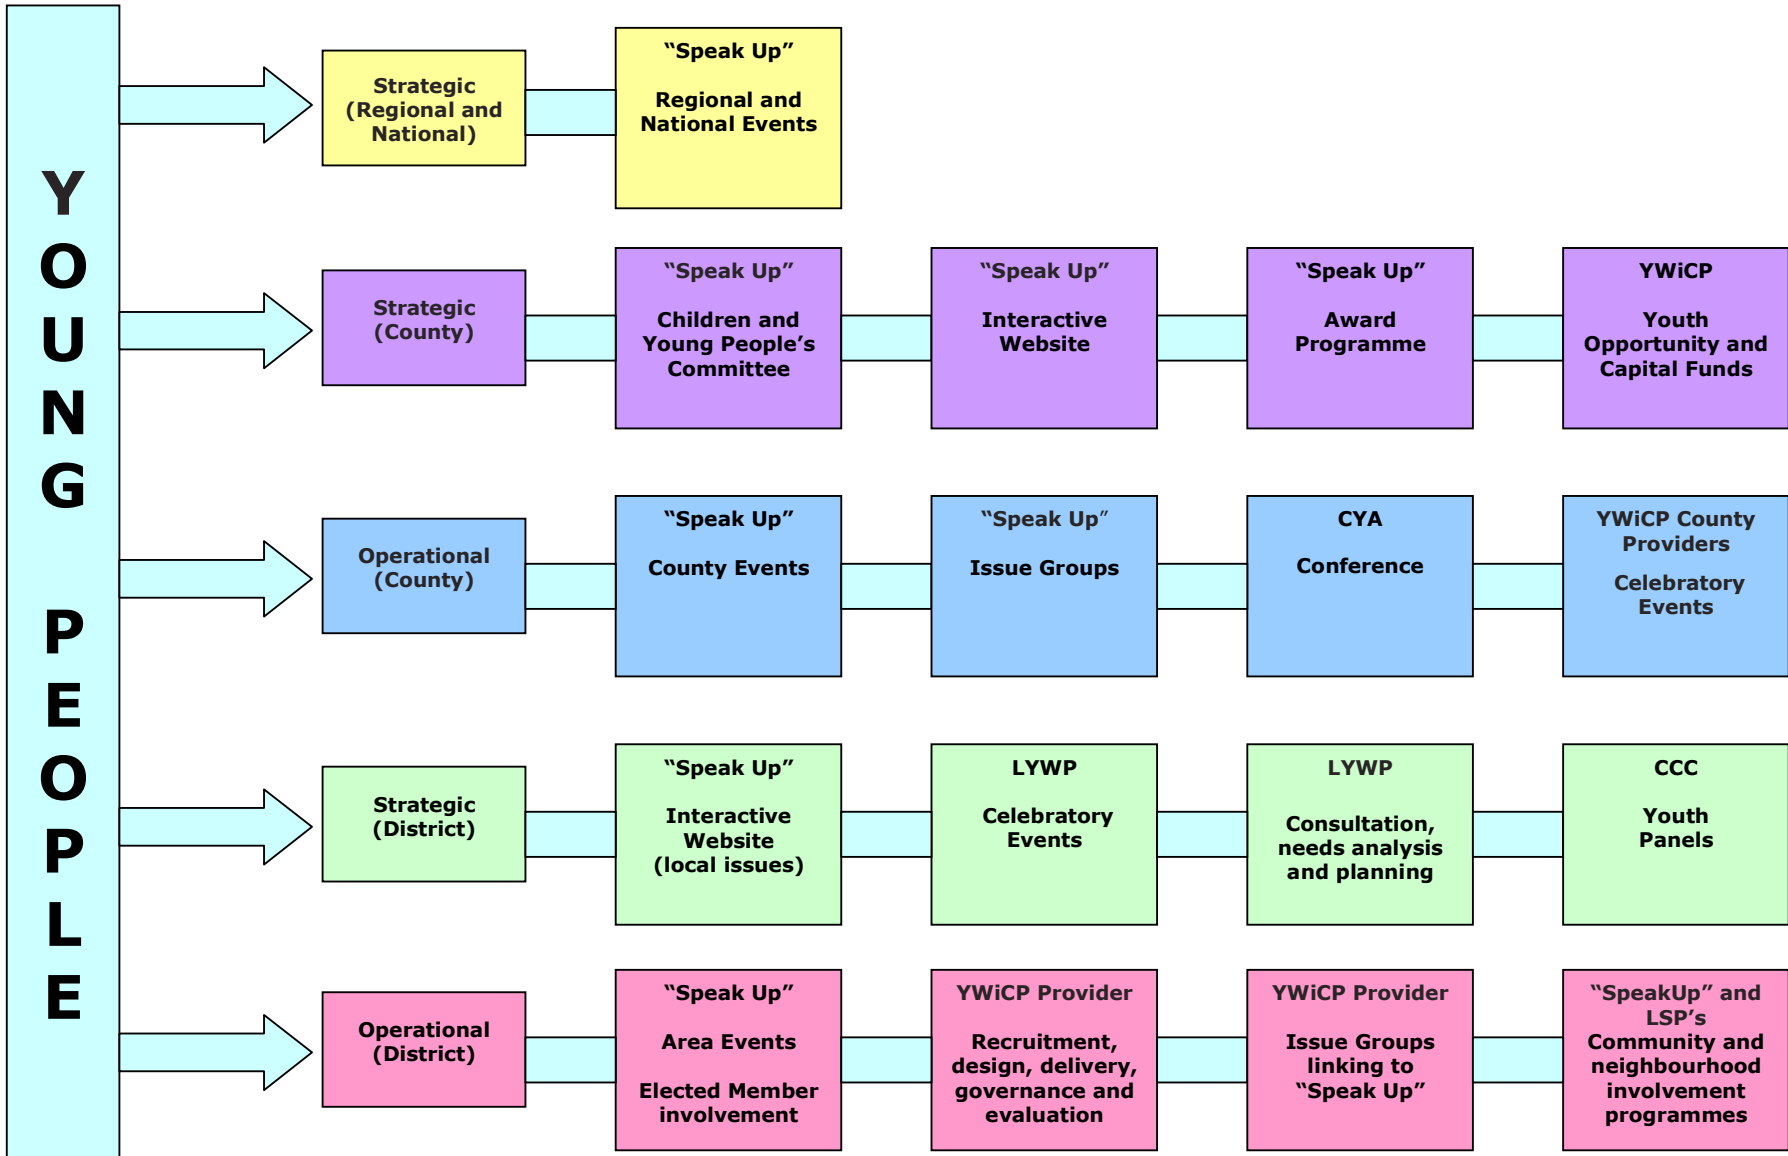 YOUNG PEOPLE
Strategic
(Regional and
National)
“Speak Up”
Regional and
National Events
Strategic
(County)
“Speak Up”
Children and
Young People’s
Committee
“Speak Up”
Interactive
Website
“Speak Up”
Award
Programme
YWiCP
Youth
Opportunity and
Capital Funds
Operational
(County)
“Speak Up”
County Events
“Speak Up”
Issue Groups
CYA
Conference
YWiCP County
Providers
Celebratory
Events
Strategic
(District)
“Speak Up”
Interactive
Website
(local issues)
LYWP
Celebratory
Events
LYWP
Consultation,
needs analysis
and planning
CCC
Youth
Panels
Operational
(District)
“Speak Up”
Area Events
Elected Member
involvement
YWiCP Provider
Recruitment,
design, delivery,
governance and
evaluation
YWiCP Provider
Issue Groups
linking to
“Speak Up”
“SpeakUp” and
LSP’s
Community and
neighbourhood
involvement
programmes